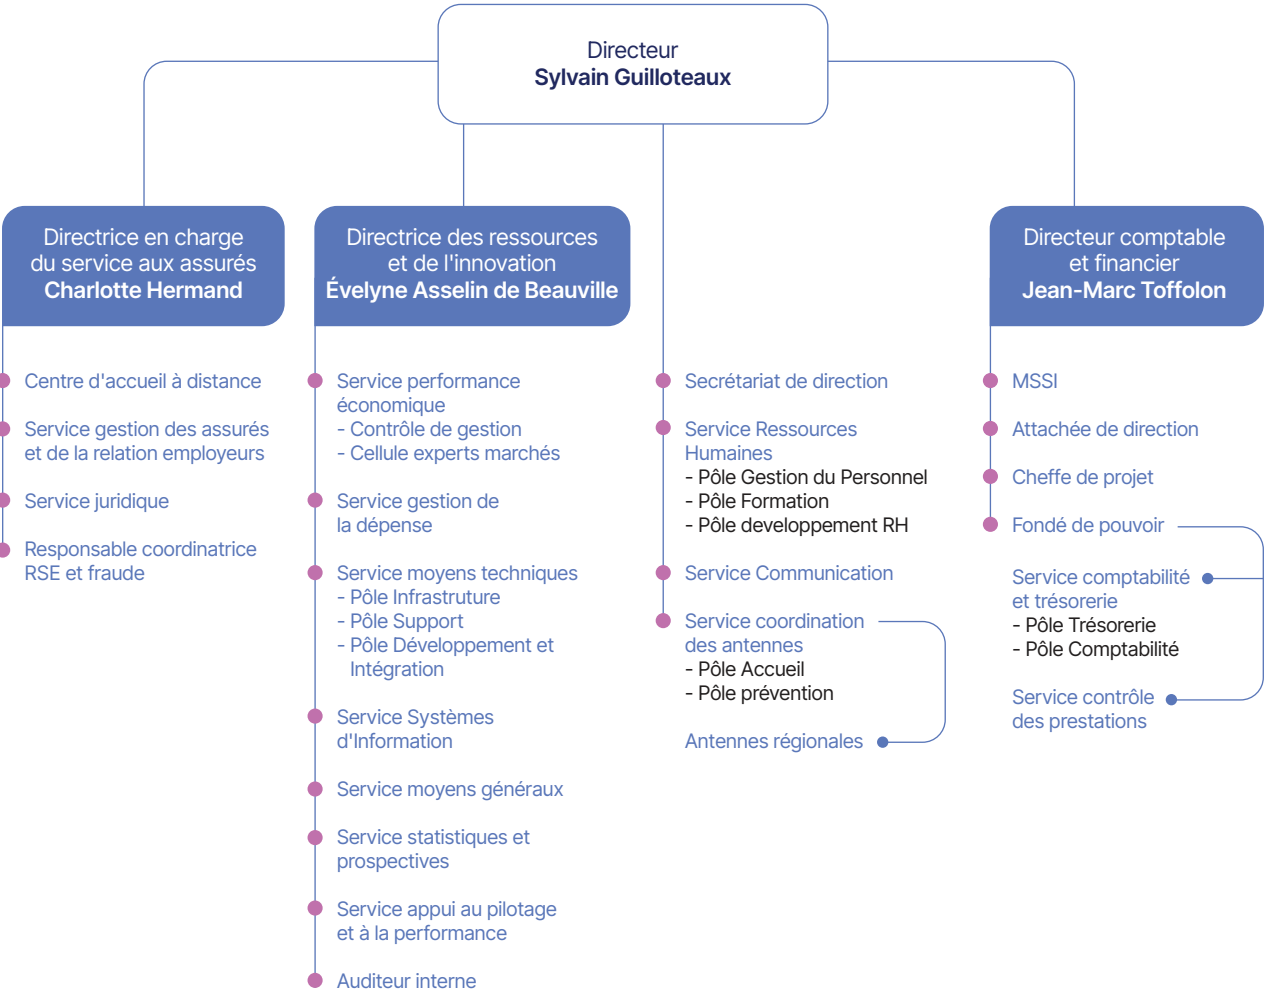 Directeur
Sylvain Guilloteaux
Directrice en charge
du service aux assurés
Charlotte Hermand
Centre d'accueil à distance
Service gestion des assurés
et de la relation employeurs
Service juridique
Responsable coordinatrice
RSE et fraude
Directrice des ressources
et de l'innovation
Évelyne Asselin de Beauville
Service performance
économique
- Contrôle de gestion
- Cellule experts marchés
Service gestion de
la dépense
Service moyens techniques
- Pôle Infrastruture
- Pôle Support
- Pôle Développement et
Intégration
Service Systèmes
d'Information
Service moyens généraux
Service statistiques et
prospectives
Service appui au pilotage
et à la performance
Auditeur interne
Secrétariat de direction
Service Ressources
Humaines
- Pôle Gestion du Personnel
- Pôle Formation
- Pôle developpement RH
Service Communication
Service coordination
des antennes
- Pôle Accueil
- Pôle prévention
Antennes régionales
Directeur comptable
et financier
Jean-Marc Toffolon
MSSI
Attachée de direction
Cheffe de projet
Fondé de pouvoir
Service comptabilité
et trésorerie
- Pôle Trésorerie
- Pôle Comptabilité
Service contrôle
des prestations